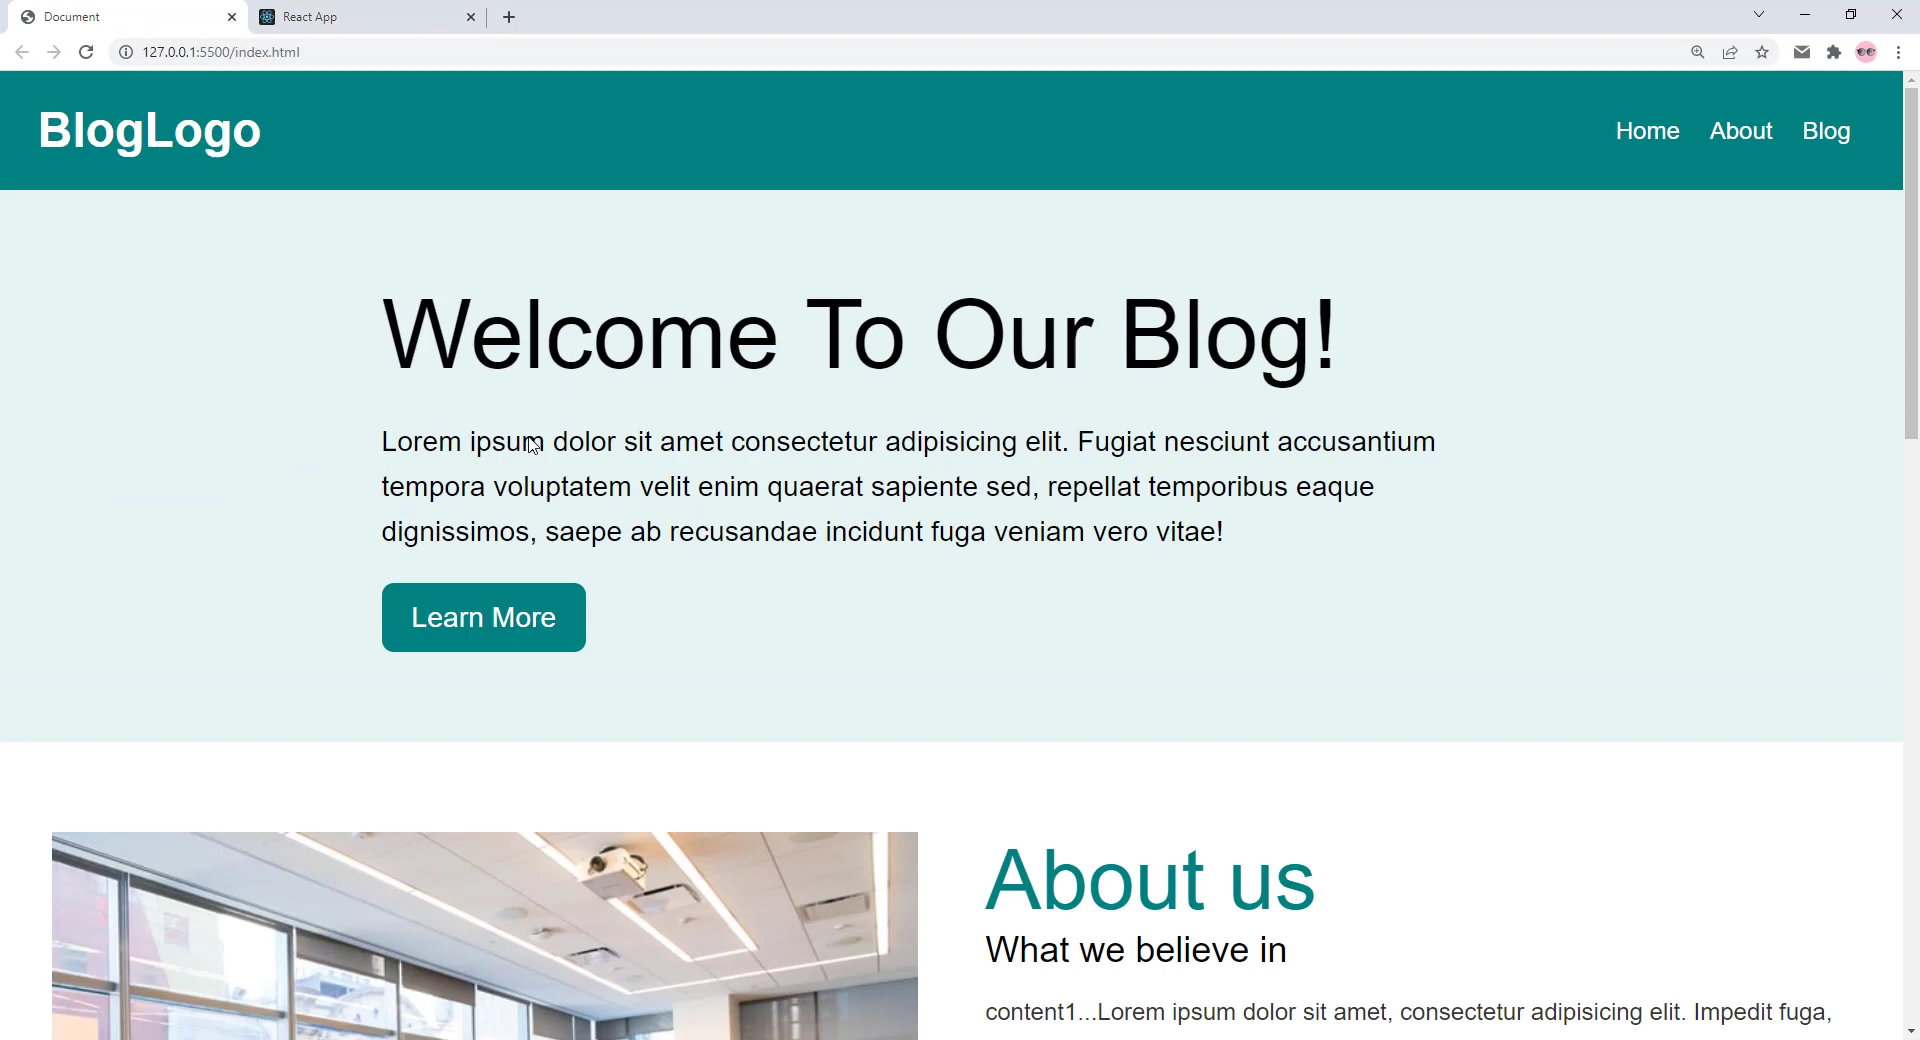 Document
React App
127.0.0.1:5500/index.html
BlogLogo
Home About Blog
Welcome To Our Blog!
Lorem ipsum dolor sit amet consectetur adipisicing elit. Fugiat nesciunt accusantium
tempora voluptatem velit enim quaerat sapiente sed, repellat temporibus eaque
dignissimos, saepe ab recusandae incidunt fuga veniam vero vitae!
Learn More
About us
What we believe in
content1...Lorem ipsum dolor sit amet, consectetur adipisicing elit. Impedit fuga,